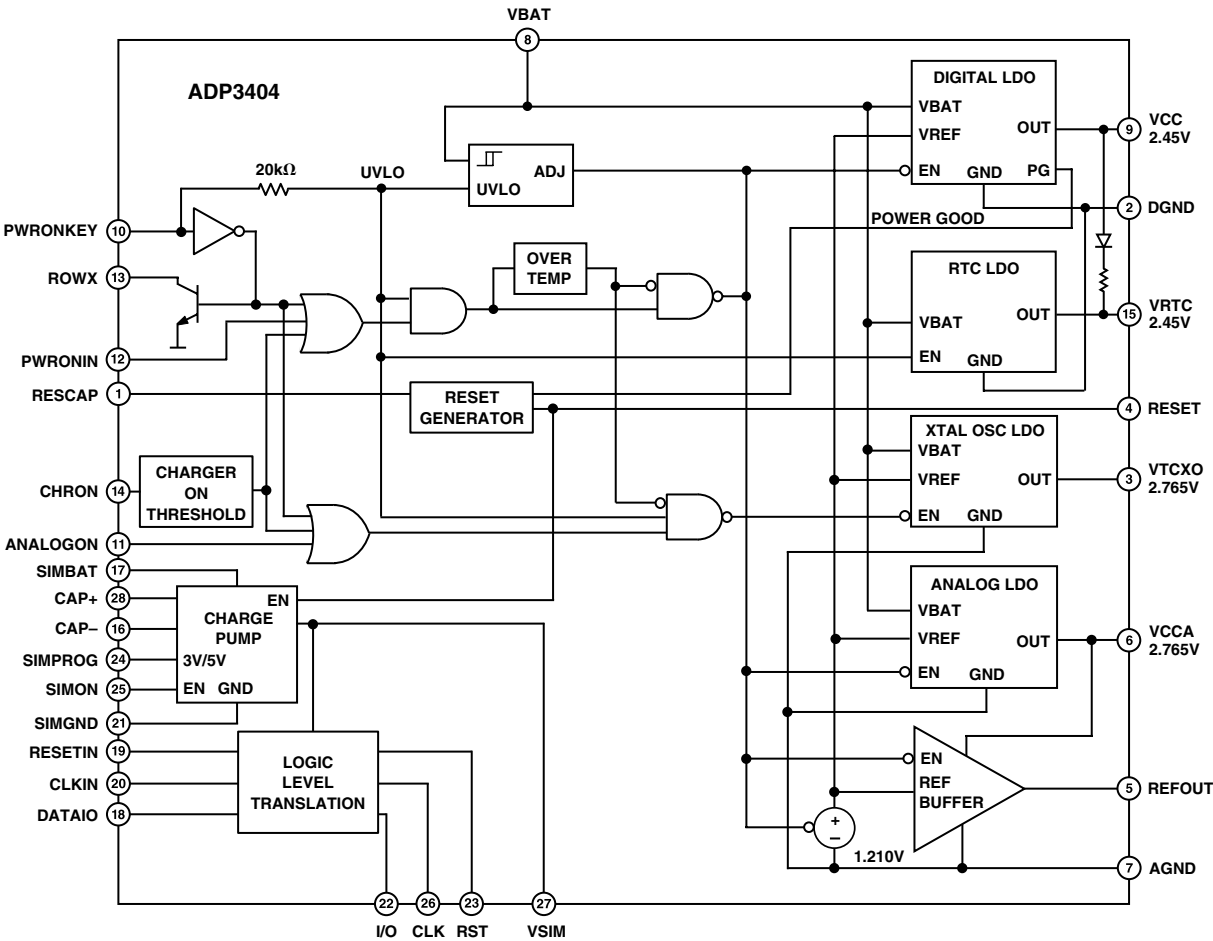 VBAT
8
ADP3404
DIGITAL LDO
VBAT
VREF
OUT
EN
GND
PG
9
VCC
2.45V
20kΩ
UVLO
ADJ
UVLO
2
DGND
POWER GOOD
PWRONKEY
10
ROWX
13
OVER
TEMP
RTC LDO
VBAT
OUT
EN
GND
15
VRTC
2.45V
PWRONIN
12
RESCAP
1
RESET
GENERATOR
4
RESET
XTAL OSC LDO
VBAT
VREF
OUT
EN
GND
3
VTCXO
2.765V
CHRON
14
CHARGER
ON
THRESHOLD
ANALOGON
11
SIMBAT
17
CAP+
28
CAP–
16
SIMPROG
24
SIMON
25
SIMGND
21
EN
CHARGE
PUMP
3V/5V
EN GND
ANALOG LDO
VBAT
VREF
OUT
EN
GND
6
VCCA
2.765V
RESETIN
19
CLKIN
20
DATAIO
18
LOGIC
LEVEL
TRANSLATION
EN
REF
BUFFER
5
REFOUT
+
–
1.210V
7
AGND
22
26
23
27
I/O
CLK
RST
VSIM